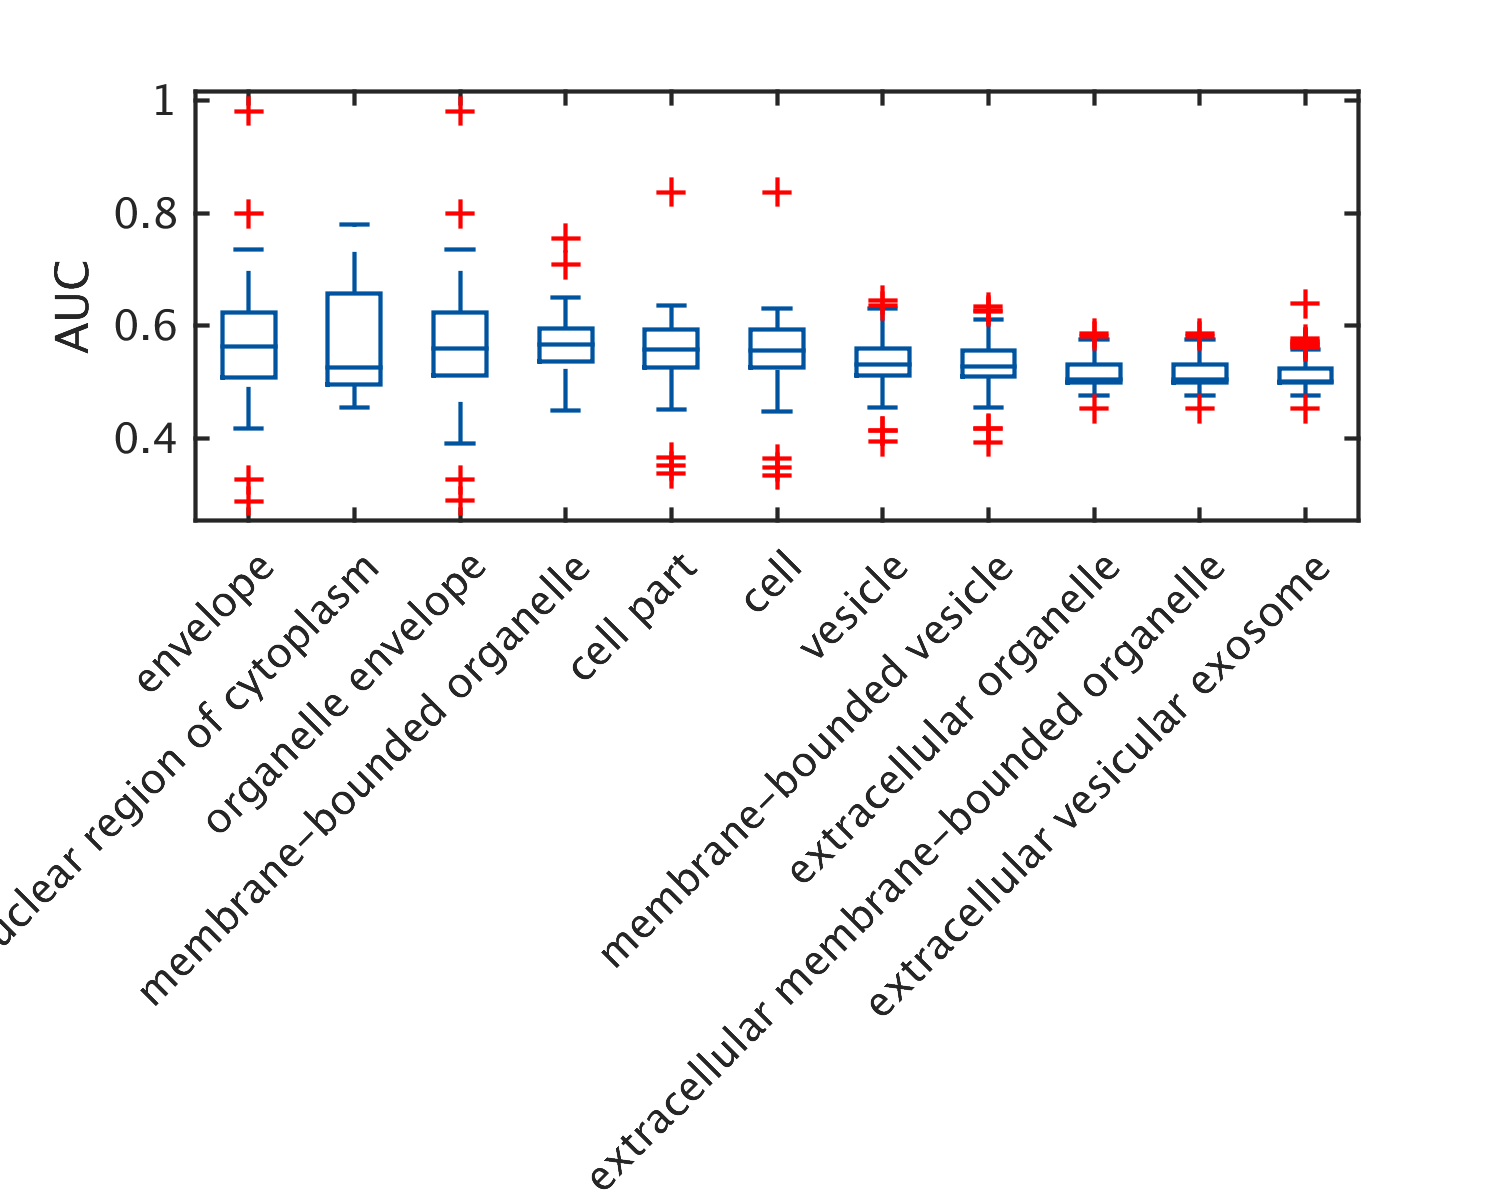 1
0.8
0.6
0.4
AUC
envelope
region of cytoplasm
organelle envelope
membrane–bounded organelle
cell part
cell
vesicle
membrane–bounded vesicle
extracellular organelle
extracellular membrane–bounded organelle
extracellular vesicular exosome